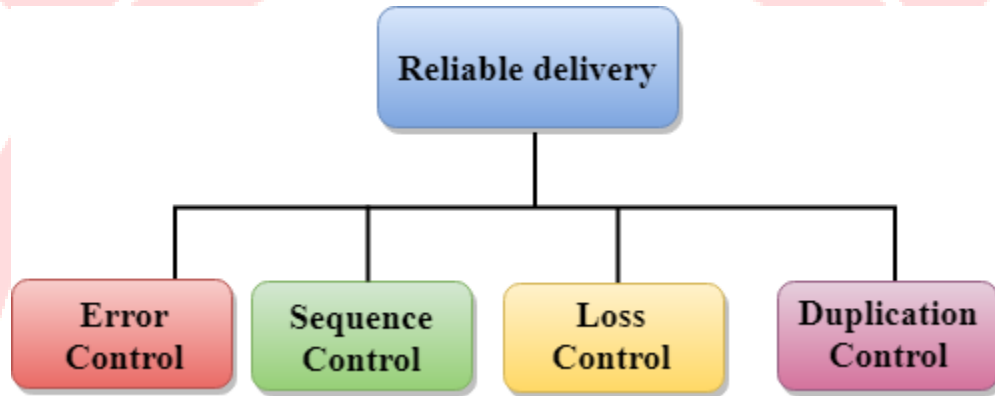 Reliable delivery
Error
Control
Sequence
Control
Loss
Control
Duplication
Control